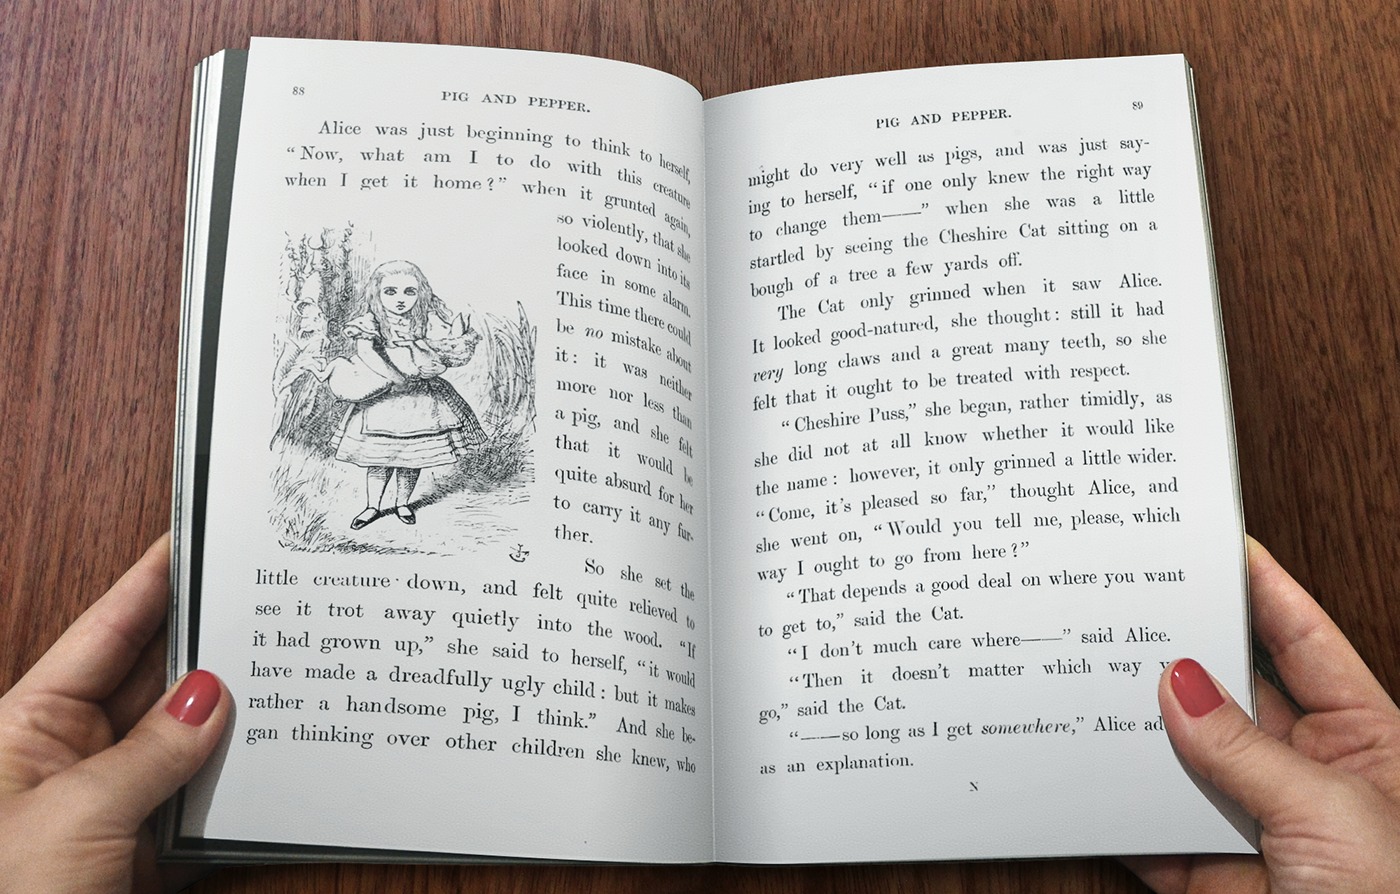 88
PIG AND PEPPER.
Alice was just beginning to think to herself,
“Now, what am I to do with this creature
when I get it home?” when it grunted again,
so violently, that she
looked down into its
face in some alarm.
This time there could
be no mistake about
it: it was neither
more nor less than
a pig, and she felt
that it would be
quite absurd for her
to carry it any fur-
ther.
So she set the
little creature down, and felt quite relieved to
see it trot away quietly into the wood. “If
it had grown up,” she said to herself, “it would
have made a dreadfully ugly child: but it makes
rather a handsome pig, I think.” And she be-
gan thinking over other children she knew, who
PIG AND PEPPER.
89
might do very well as pigs, and was just say-
ing to herself, “if one only knew the right way
to change them——” when she was a little
startled by seeing the Cheshire Cat sitting on a
bough of a tree a few yards off.
The Cat only grinned when it saw Alice.
It looked good-natured, she thought: still it had
very long claws and a great many teeth, so she
felt that it ought to be treated with respect.
“Cheshire Puss,” she began, rather timidly, as
she did not at all know whether it would like
the name: however, it only grinned a little wider.
“Come, it’s pleased so far,” thought Alice, and
she went on, “Would you tell me, please, which
way I ought to go from here?”
“That depends a good deal on where you want
to get to,” said the Cat.
“I don’t much care where——” said Alice.
“Then it doesn’t matter which way
go,” said the Cat.
“——so long as I get somewhere,” Alice ad
as an explanation.
N